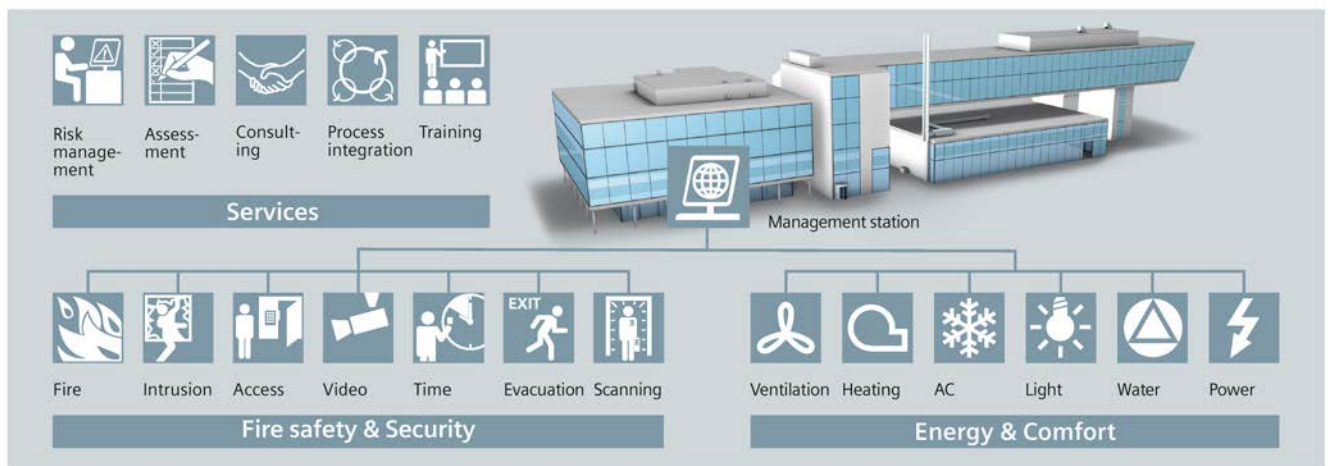 Risk
manage-
ment
Assess-
ment
Consult-
ing
Process
integration
Training
Services
Management station
EXIT
Fire
Intrusion
Access
Video
Time
Evacuation
Scanning
Fire safety & Security
Ventilation
Heating
AC
Light
Water
Power
Energy & Comfort